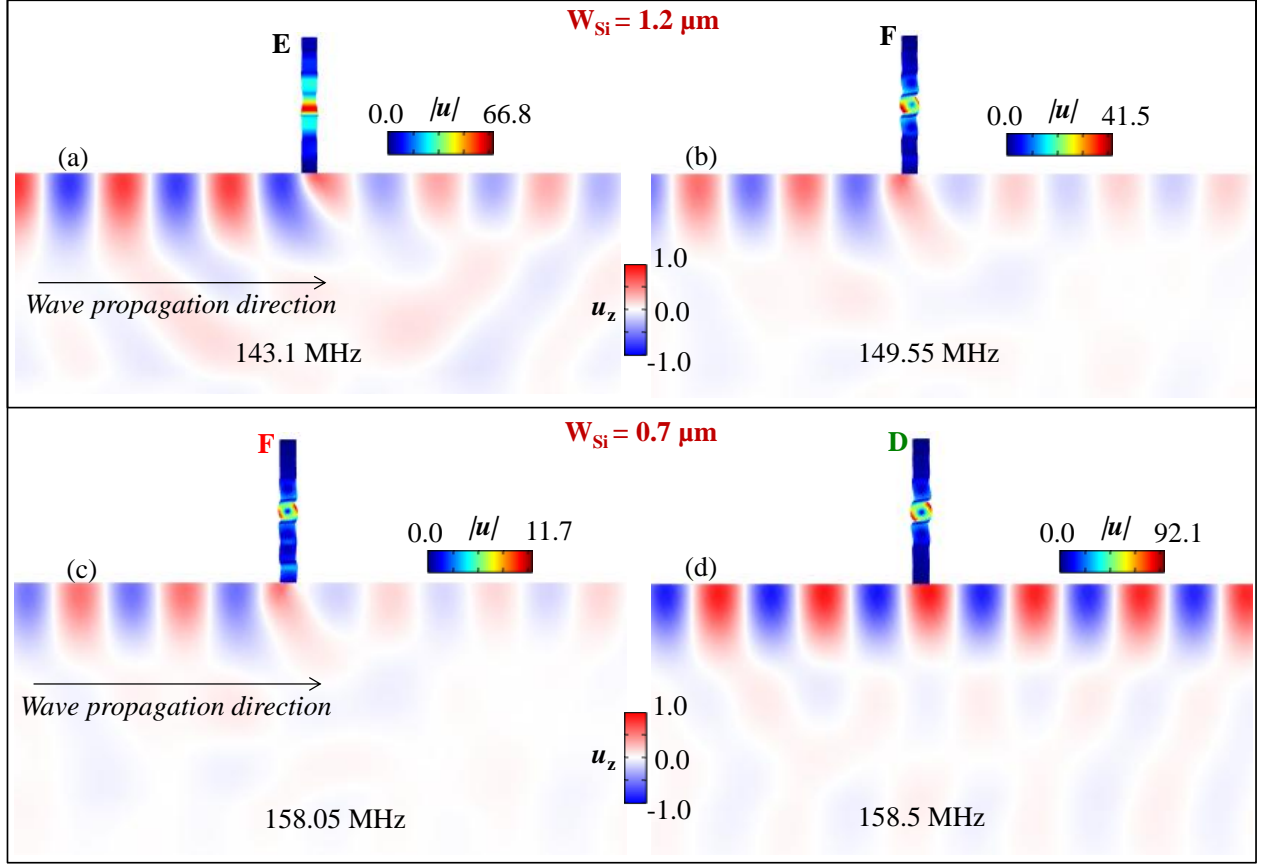 W_Si = 1.2 µm
E
F
0.0 |u| 66.8
0.0 |u| 41.5
(a)
(b)
Wave propagation direction
1.0
u_z 0.0
-1.0
143.1 MHz
149.55 MHz
W_Si = 0.7 µm
F
D
0.0 |u| 11.7
0.0 |u| 92.1
(c)
(d)
Wave propagation direction
1.0
u_z 0.0
-1.0
158.05 MHz
158.5 MHz